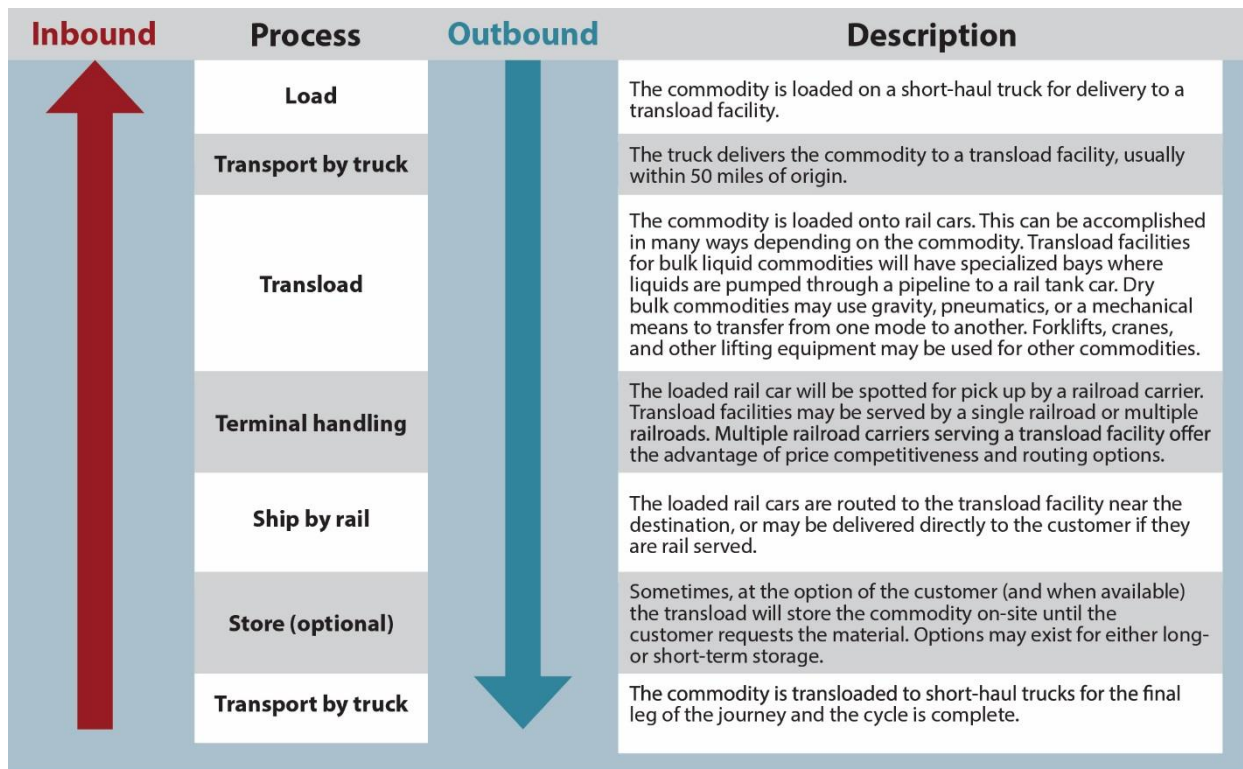 Inbound
Process
Outbound
Description
Load
The commodity is loaded on a short-haul truck for delivery to a
transload facility.
Transport by truck
The truck delivers the commodity to a transload facility, usually
within 50 miles of origin.
Transload
The commodity is loaded onto rail cars. This can be accomplished
in many ways depending on the commodity. Transload facilities
for bulk liquid commodities will have specialized bays where
liquids are pumped through a pipeline to a rail tank car. Dry
bulk commodities may use gravity, pneumatics, or a mechanical
means to transfer from one mode to another. Forklifts, cranes,
and other lifting equipment may be used for other commodities.
Terminal handling
The loaded rail car will be spotted for pick up by a railroad carrier.
Transload facilities may be served by a single railroad or multiple
railroads. Multiple railroad carriers serving a transload facility offer
the advantage of price competitiveness and routing options.
Ship by rail
The loaded rail cars are routed to the transload facility near the
destination, or may be delivered directly to the customer if they
are rail served.
Store (optional)
Sometimes, at the option of the customer (and when available)
the transload will store the commodity on-site until the
customer requests the material. Options may exist for either long-
or short-term storage.
Transport by truck
The commodity is transloaded to short-haul trucks for the final
leg of the journey and the cycle is complete.